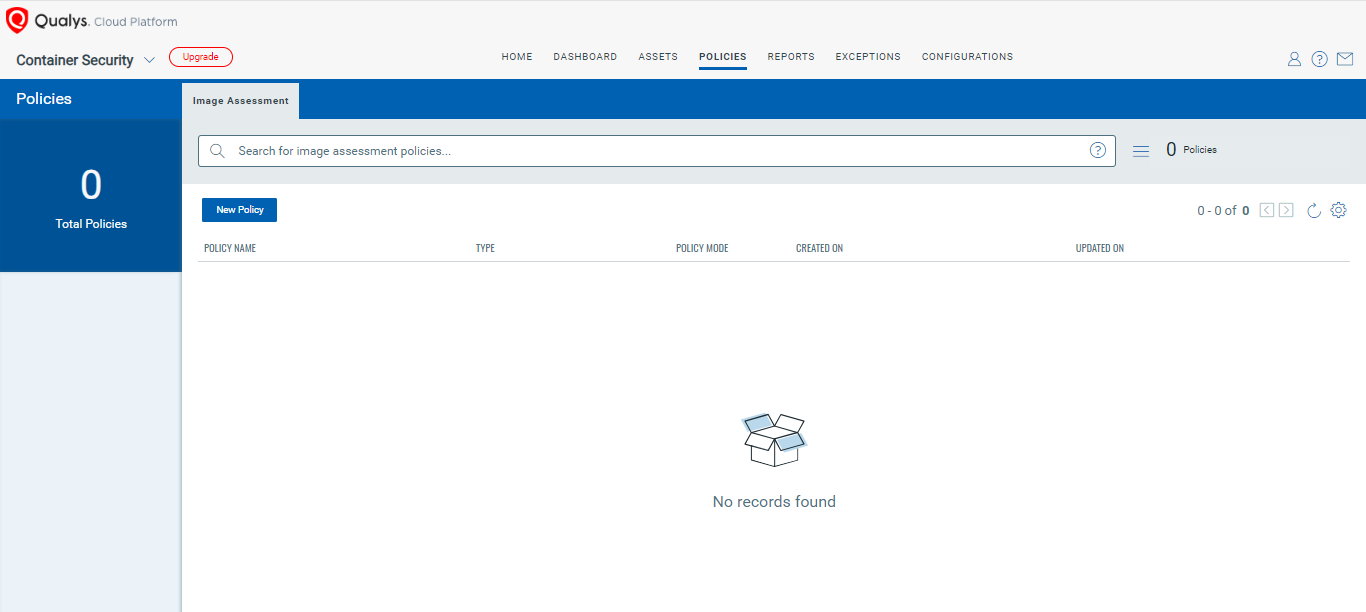 Qualys. Cloud Platform
Container Security Upgrade HOME DASHBOARD ASSETS POLICIES REPORTS EXCEPTIONS CONFIGURATIONS ?
Policies Image Assessment
Search for image assessment policies... ? 0 Policies
0
Total Policies
New Policy 0 - 0 of 0
POLICY NAME TYPE POLICY MODE CREATED ON UPDATED ON
No records found